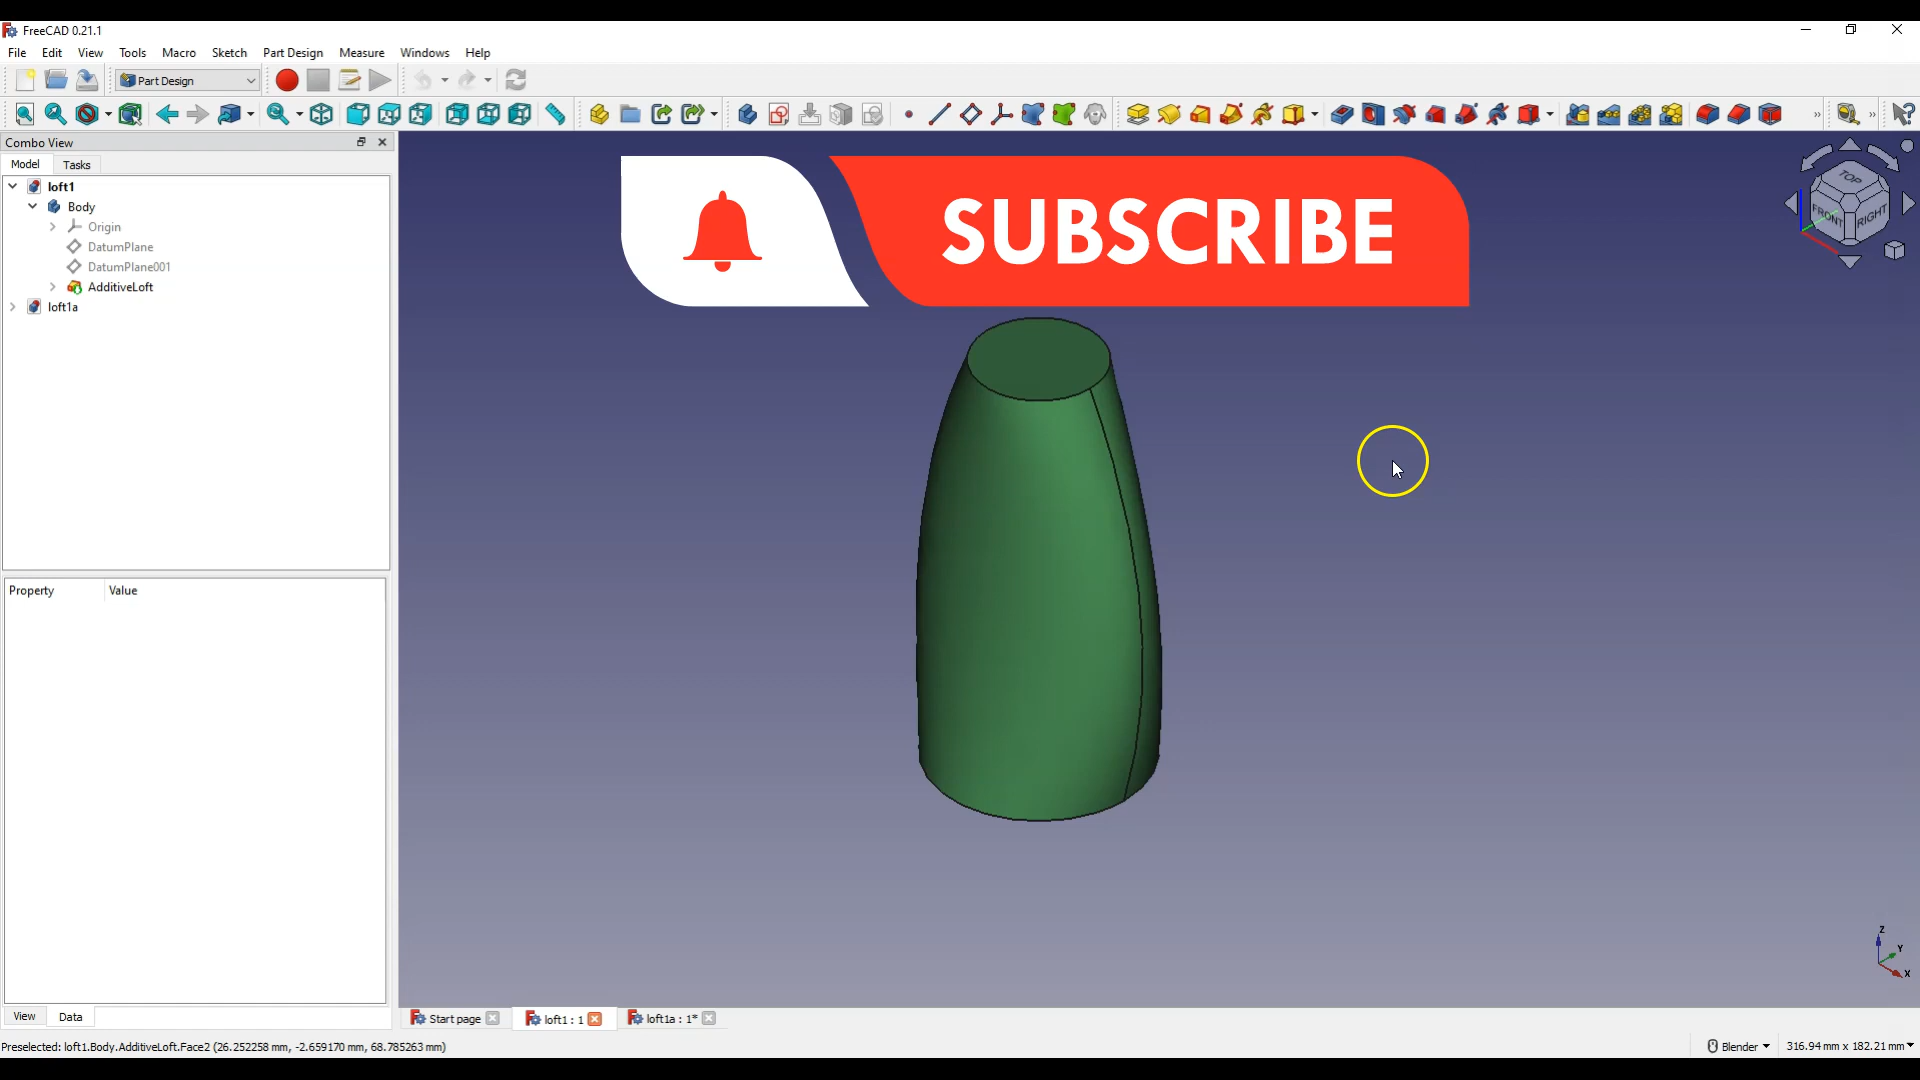 FreeCAD 0.21.1
File Edit View Tools Macro Sketch Part Design Measure Windows Help
Part Design
Combo View
Model Tasks
loft1
Body
Origin
DatumPlane
DatumPlane001
AdditiveLoft
loft1a
SUBSCRIBE
TOP
FRONT RIGHT
Property Value
Z
Y
X
View Data
Start page loft1 : 1 loft1a : 1*
Preselected: loft1.Body.AdditiveLoft.Face2 (26.252258 mm, -2.659170 mm, 68.785263 mm)
Blender 316.94 mm x 182.21 mm